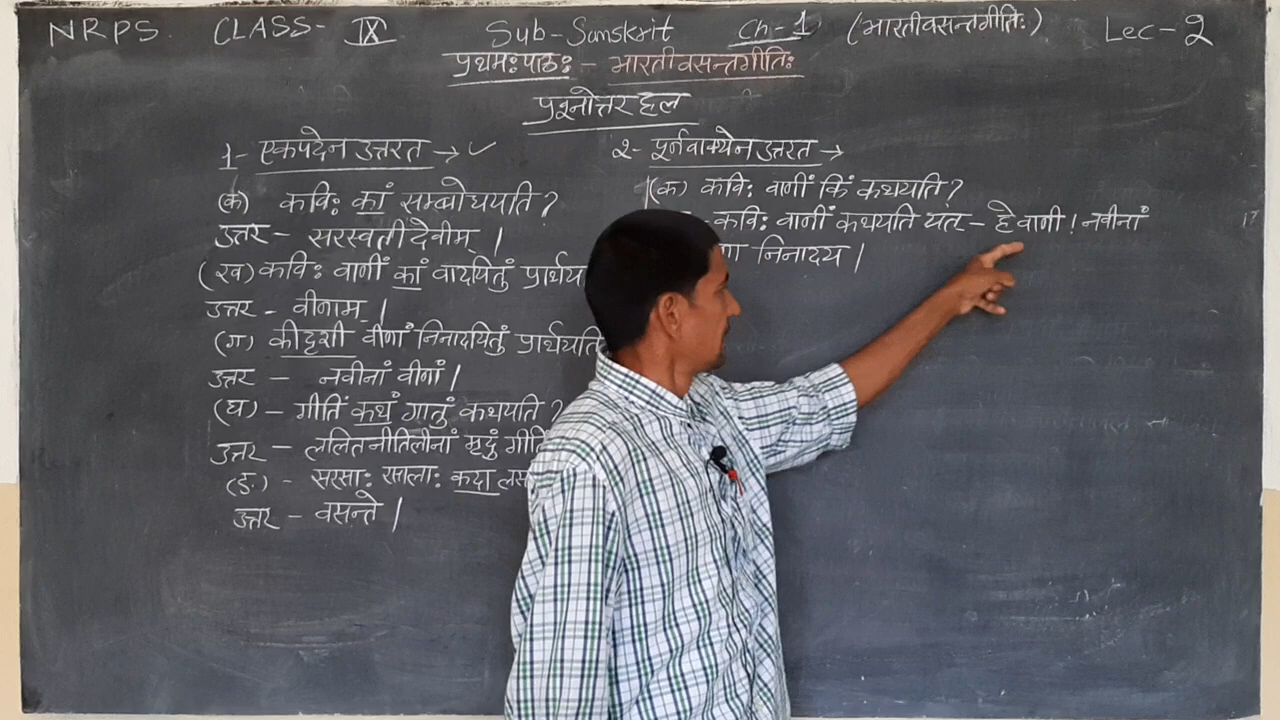 NRPS. CLASS- IX Sub-Sanskrit Ch-1 (भारतीवसन्तगीतिः) Lec-2
प्रथमःपाठः - भारतीवसन्तगीतिः
प्रश्नोत्तर हल
1- एकपदेन उत्तरत →✓
(क) कविः कां सम्बोधयति?
उत्तर - सरस्वतीदेवीम् ।
(ख) कविः वाणीं कां वादयितुं प्रार्थय
उत्तर - वीणाम् ।
(ग) कीदृशी वीणां निनादयितुं प्रार्थयति
उत्तर - नवीनां वीणां ।
(घ) - गीतिं कथं गातुं कथयति ?
उत्तर - ललितनीतिलीनां मृदुं गीति
(ङ) - सरसाः रसालाः कदा लस
उत्तर - वसन्ते ।
२- पूर्नवाक्येन उत्तरत →
(क) कविः वाणीं किं कथयति?
- कविः वाणीं कथयति यत् - हे वाणी ! नवीनां
णा निनादय ।